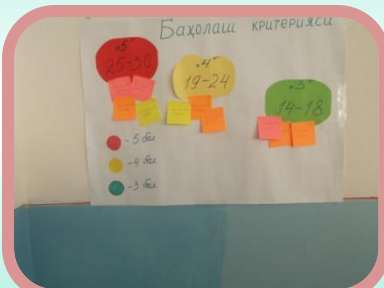 Баҳолаш критерияси
„5"
25-30
„4"
19-24
„3"
14-18
- 5 бал
- 4 бал
- 3 бал